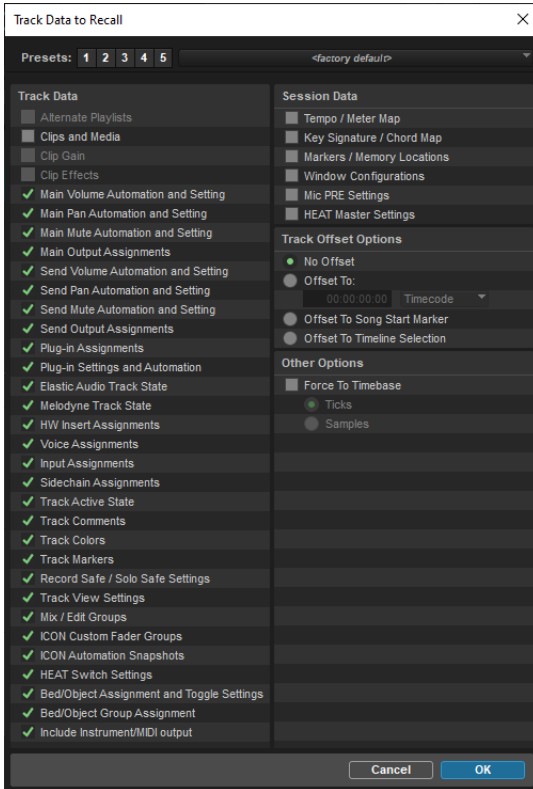 Track Data to Recall
Presets: 1 2 3 4 5 <factory default>
Track Data
Alternate Playlists
Clips and Media
Clip Gain
Clip Effects
Main Volume Automation and Setting
Main Pan Automation and Setting
Main Mute Automation and Setting
Main Output Assignments
Send Volume Automation and Setting
Send Pan Automation and Setting
Send Mute Automation and Setting
Send Output Assignments
Plug-in Assignments
Plug-in Settings and Automation
Elastic Audio Track State
Melodyne Track State
HW Insert Assignments
Voice Assignments
Input Assignments
Sidechain Assignments
Track Active State
Track Comments
Track Colors
Track Markers
Record Safe / Solo Safe Settings
Track View Settings
Mix / Edit Groups
ICON Custom Fader Groups
ICON Automation Snapshots
HEAT Switch Settings
Bed/Object Assignment and Toggle Settings
Bed/Object Group Assignment
Include Instrument/MIDI output
Session Data
Tempo / Meter Map
Key Signature / Chord Map
Markers / Memory Locations
Window Configurations
Mic PRE Settings
HEAT Master Settings
Track Offset Options
No Offset
Offset To:
00:00:00:00 Timecode
Offset To Song Start Marker
Offset To Timeline Selection
Other Options
Force To Timebase
Ticks
Samples
Cancel OK